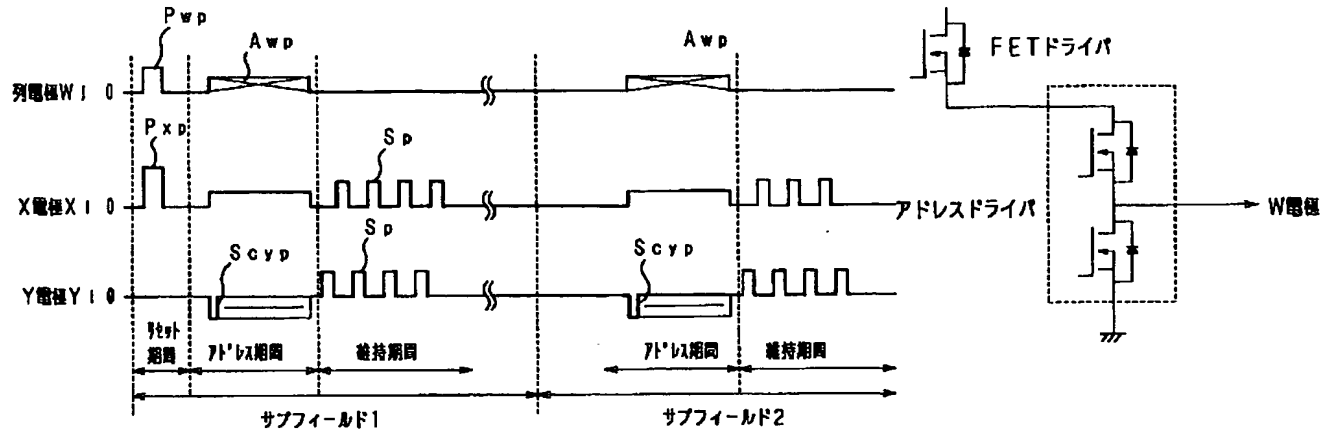 Pwp
Awp
Awp
FETドライバ
列電極Wj 0
Pxp
Sp
X電極Xi 0
アドレスドライバ
W電極
Sp
Scyp
Scyp
Y電極Yi 0
リセット期間
アドレス期間
維持期間
アドレス期間
維持期間
サブフィールド1
サブフィールド2